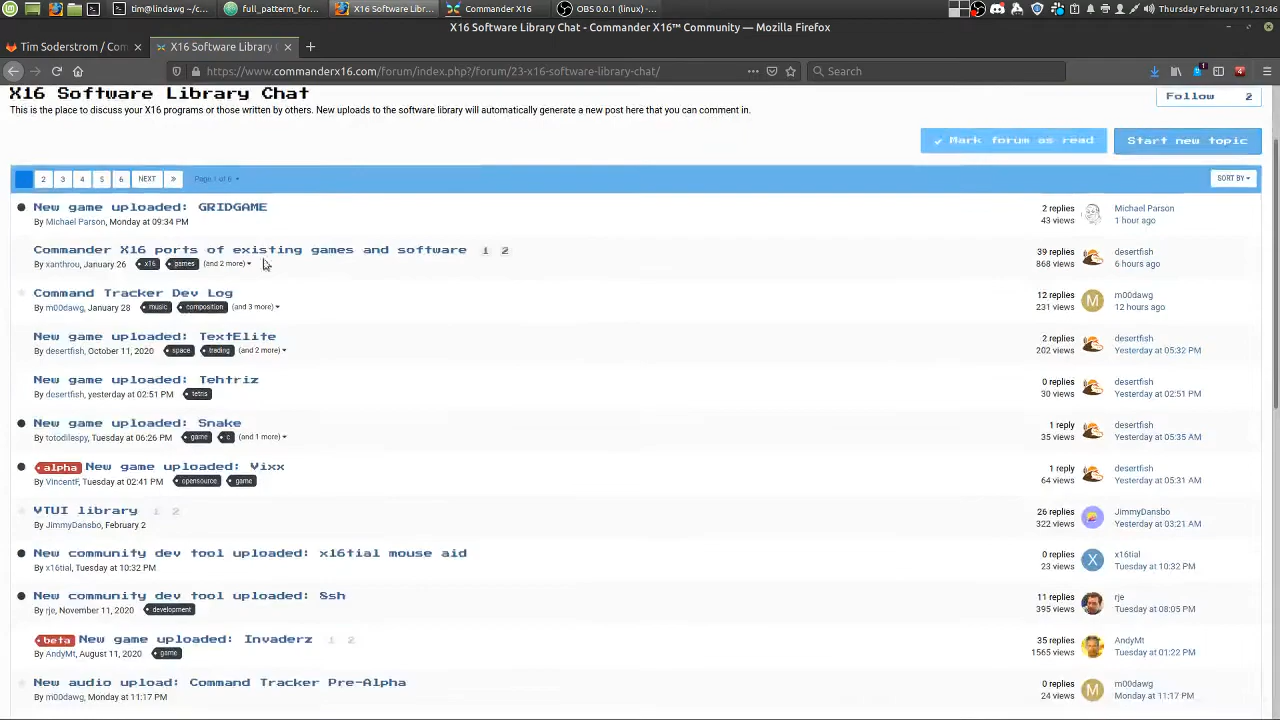 tim@lindawg ~/c...
full_pattern_for...
X16 Software Libr...
Commander X16
OBS 0.0.1 (linux) -...
Thursday February 11, 21:46
X16 Software Library Chat - Commander X16™ Community — Mozilla Firefox
Tim Soderstrom / Com
X16 Software Library C
https://www.commanderx16.com/forum/index.php?/forum/23-x16-software-library-chat/
Search
X16 Software Library Chat
This is the place to discuss your X16 programs or those written by others. New uploads to the software library will automatically generate a new post here that you can comment in.
Follow 2
Mark forum as read
Start new topic
2 3 4 5 6 NEXT » Page 1 of 6
SORT BY
New game uploaded: GRIDGAME
By Michael Parson, Monday at 09:34 PM
2 replies
43 views
Michael Parson
1 hour ago
Commander X16 ports of existing games and software 1 2
By xanthrou, January 26 x16 games (and 2 more)
39 replies
868 views
desertfish
6 hours ago
Command Tracker Dev Log
By m00dawg, January 28 music composition (and 3 more)
12 replies
231 views
M
m00dawg
12 hours ago
New game uploaded: TextElite
By desertfish, October 11, 2020 space trading (and 2 more)
2 replies
202 views
desertfish
Yesterday at 05:32 PM
New game uploaded: Tehtriz
By desertfish, yesterday at 02:51 PM tetris
0 replies
30 views
desertfish
Yesterday at 02:51 PM
New game uploaded: Snake
By totodilespy, Tuesday at 06:26 PM game c (and 1 more)
1 reply
35 views
desertfish
Yesterday at 05:35 AM
alpha New game uploaded: Vixx
By VincentF, Tuesday at 02:41 PM opensource game
1 reply
64 views
desertfish
Yesterday at 05:31 AM
VTUI library 1 2
By JimmyDansbo, February 2
26 replies
322 views
JimmyDansbo
Yesterday at 03:21 AM
New community dev tool uploaded: x16tial mouse aid
By x16tial, Tuesday at 10:32 PM
0 replies
23 views
X
x16tial
Tuesday at 10:32 PM
New community dev tool uploaded: $sh
By rje, November 11, 2020 development
11 replies
395 views
rje
Tuesday at 08:05 PM
beta New game uploaded: Invaderz 1 2
By AndyMt, August 11, 2020 game
35 replies
1565 views
AndyMt
Tuesday at 01:22 PM
New audio upload: Command Tracker Pre-Alpha
By m00dawg, Monday at 11:17 PM
0 replies
24 views
M
m00dawg
Monday at 11:17 PM